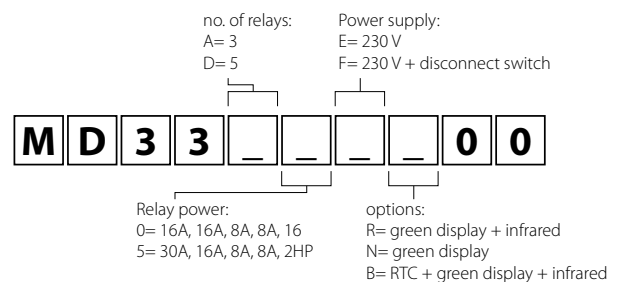 no. of relays:
A= 3
D= 5
Power supply:
E= 230 V
F= 230 V + disconnect switch
M D 3 3 _ _ _ _ 0 0
Relay power:
0= 16A, 16A, 8A, 8A, 16
5= 30A, 16A, 8A, 8A, 2HP
options:
R= green display + infrared
N= green display
B= RTC + green display + infrared